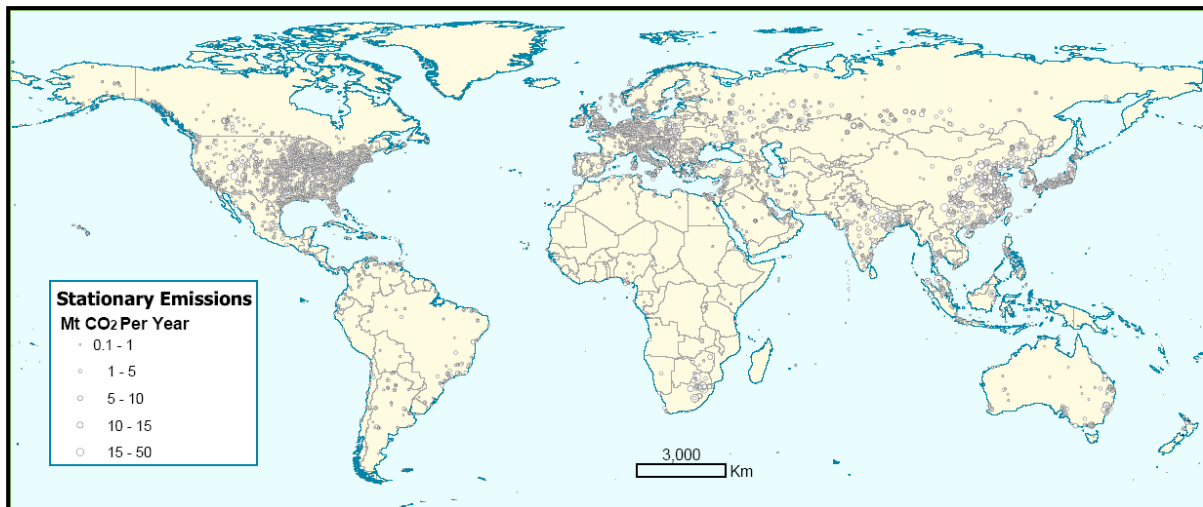 Stationary Emissions
Mt CO2 Per Year
0.1 - 1
1 - 5
5 - 10
10 - 15
15 - 50
3,000
Km